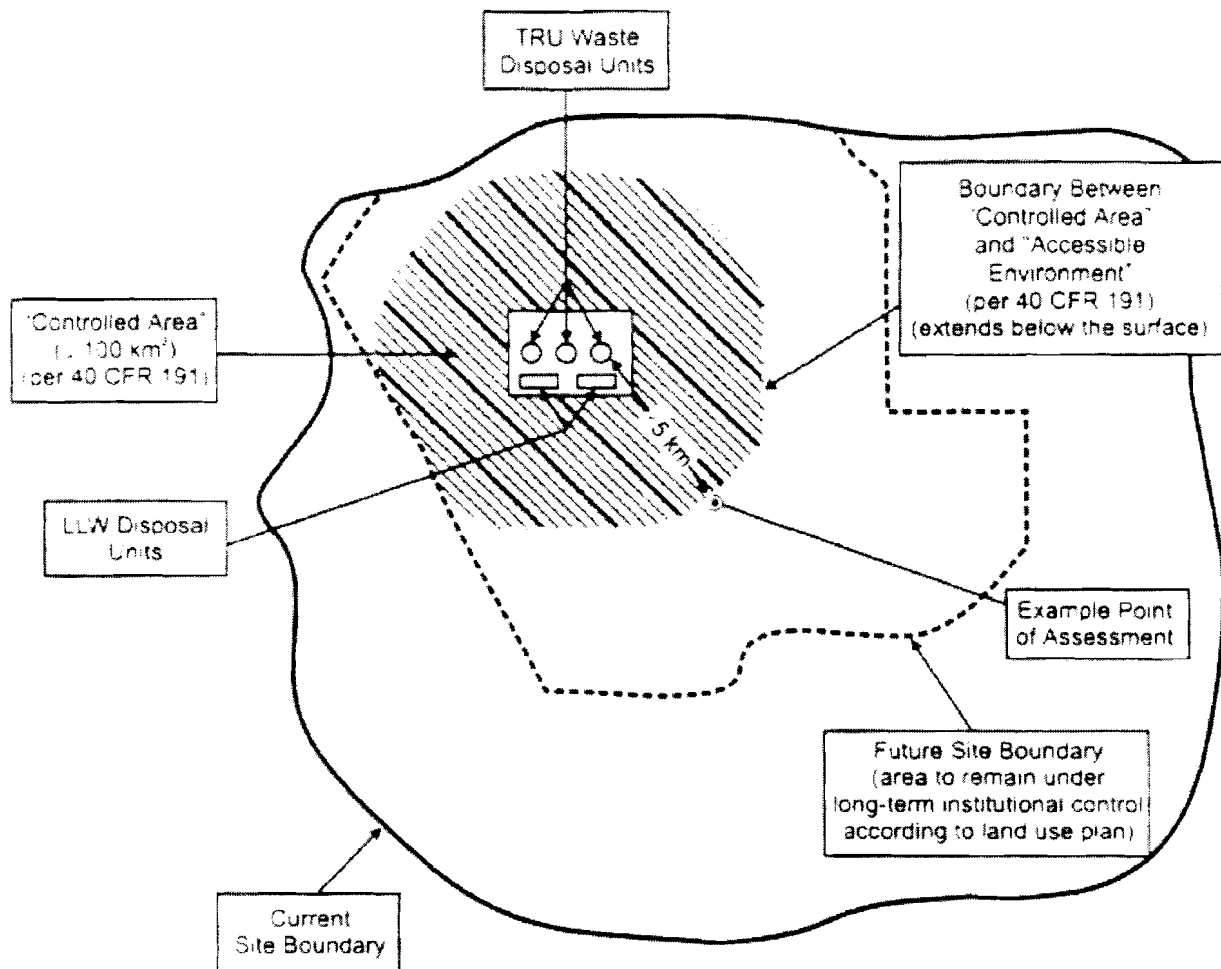 TRU Waste
Disposal Units
Boundary Between
"Controlled Area"
and "Accessible
Environment"
(per 40 CFR 191)
(extends below the surface)
"Controlled Area"
100 km²)
(per 40 CFR 191)
5 km
LLW Disposal
Units
Example Point
of Assessment
Future Site Boundary
(area to remain under
long-term institutional control
according to land use plan)
Current
Site Boundary